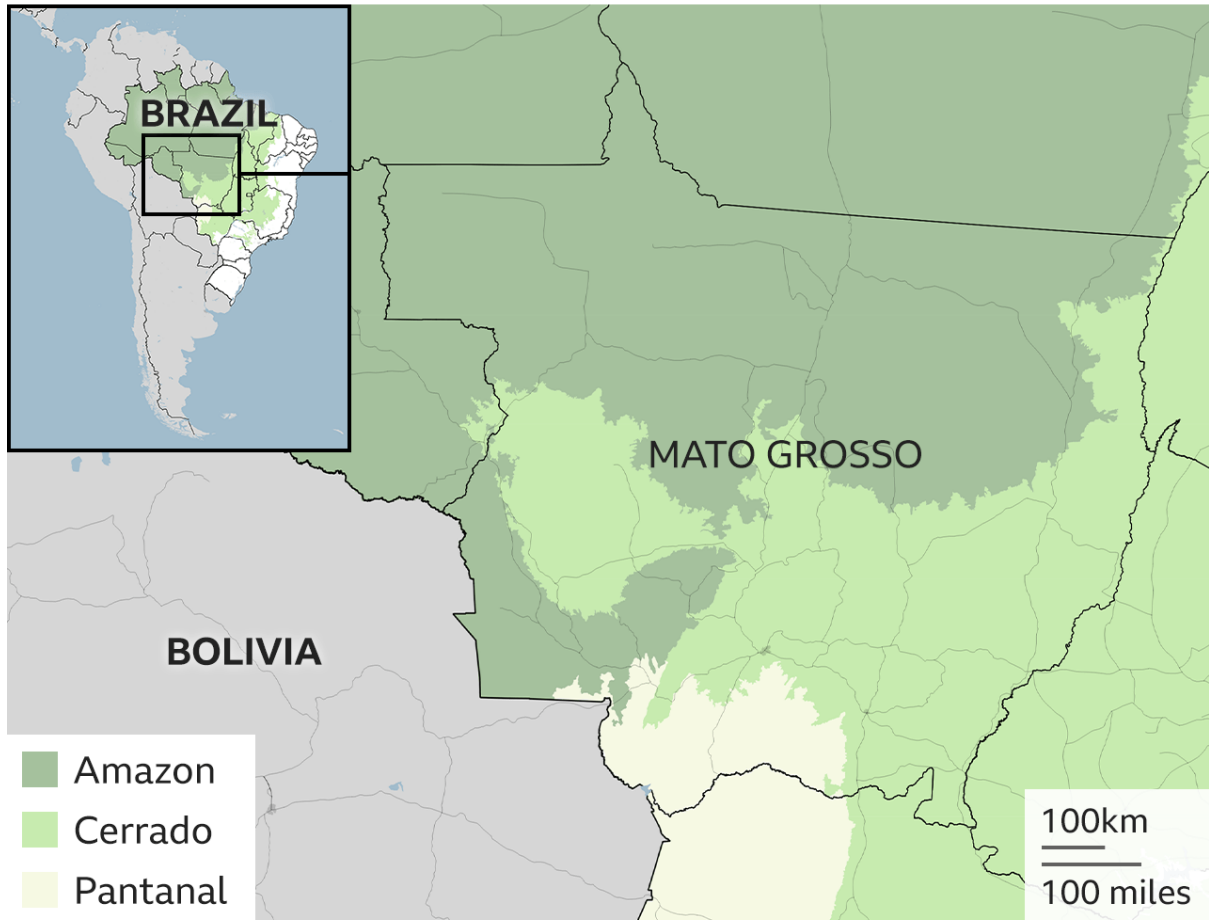 BRAZIL
MATO GROSSO
BOLIVIA
Amazon
Cerrado
Pantanal
100km
100 miles